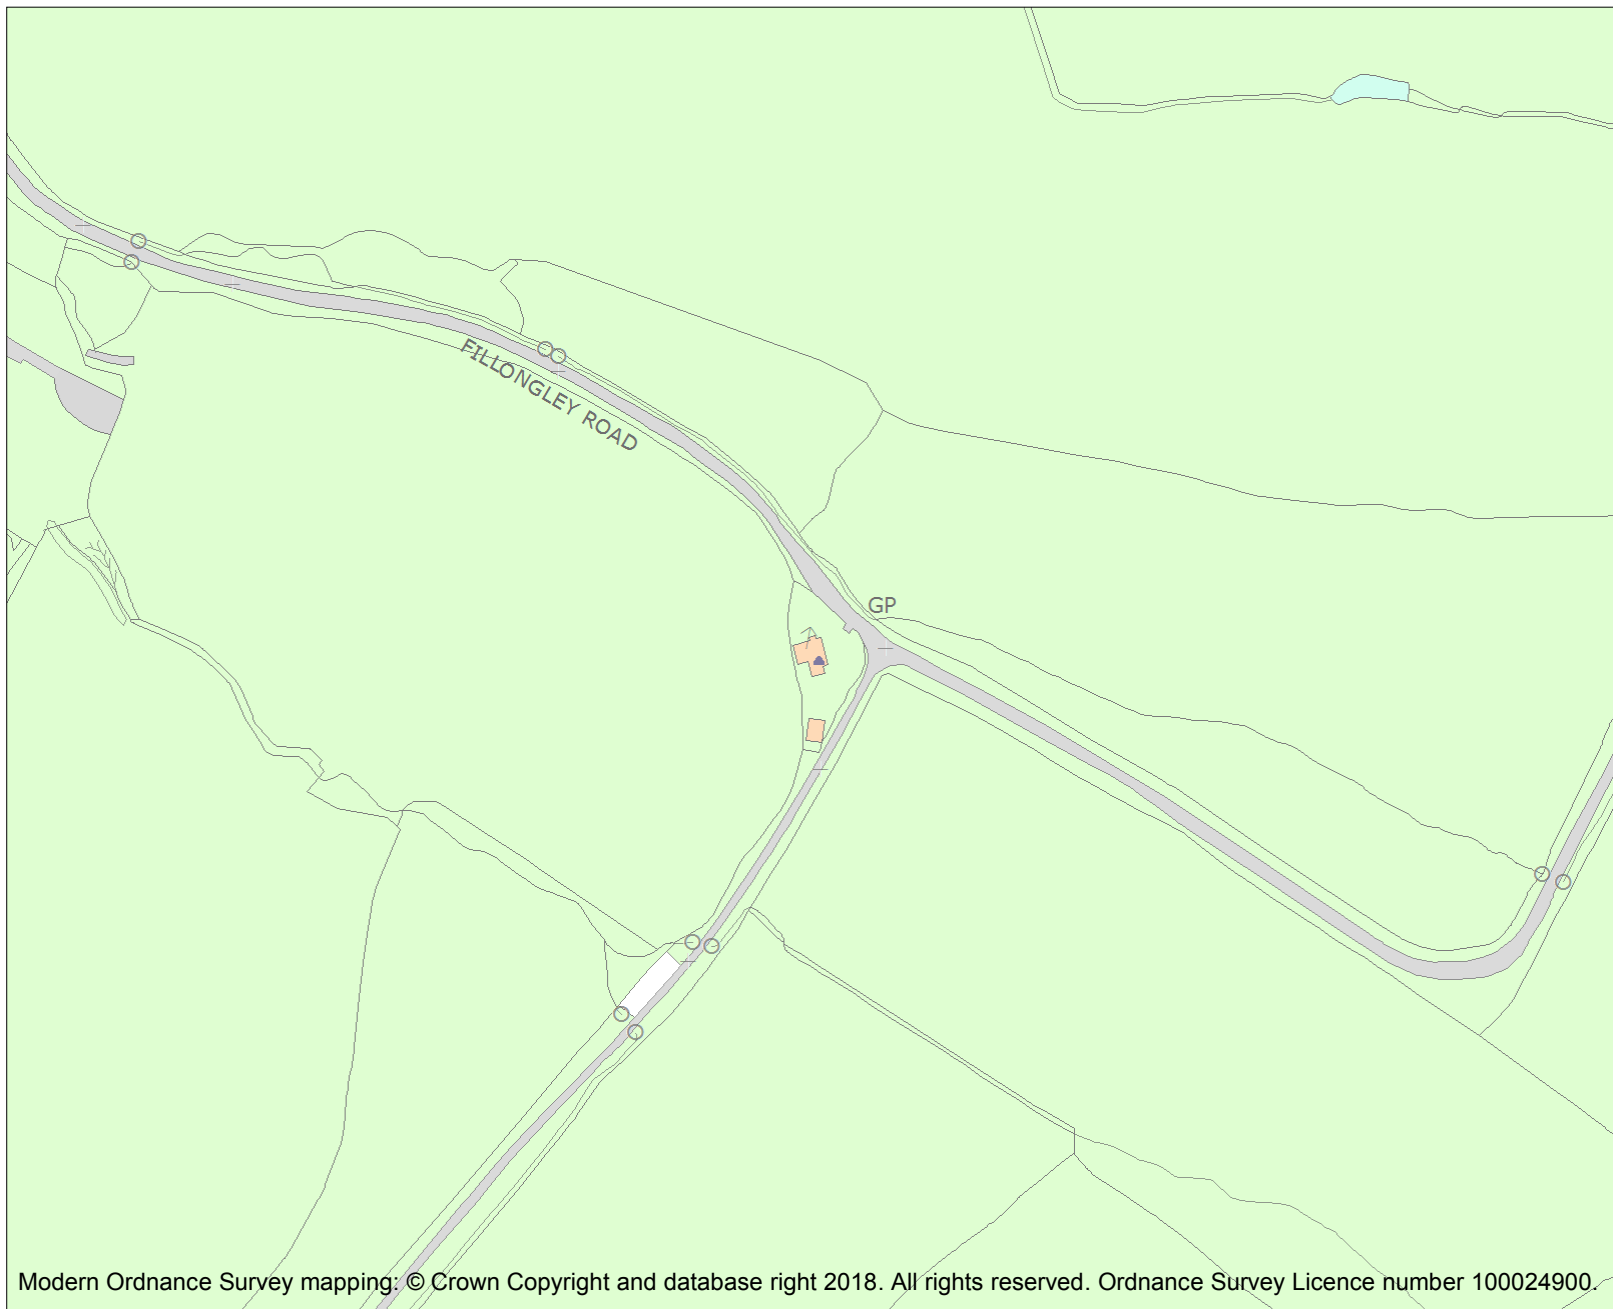 FILLONGLEY ROAD
GP
Modern Ordnance Survey mapping: © Crown Copyright and database right 2018. All rights reserved. Ordnance Survey Licence number 100024900.